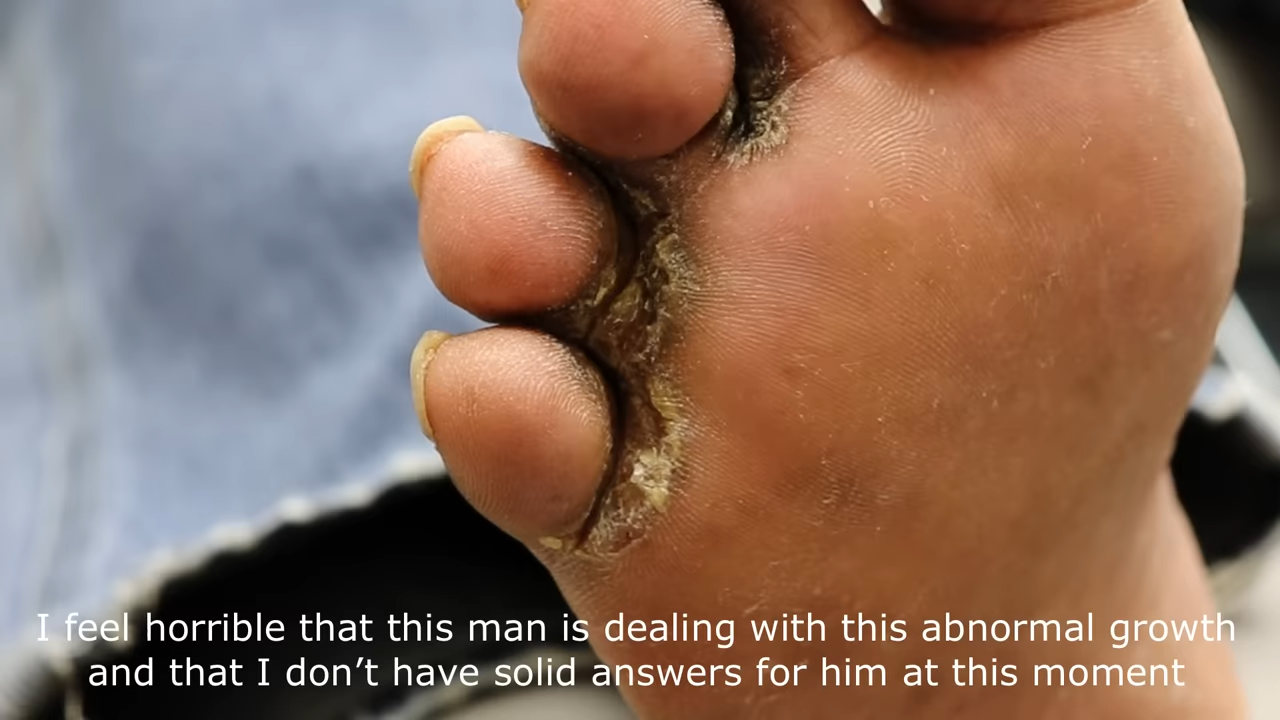 I feel horrible that this man is dealing with this abnormal growth
and that I don’t have solid answers for him at this moment